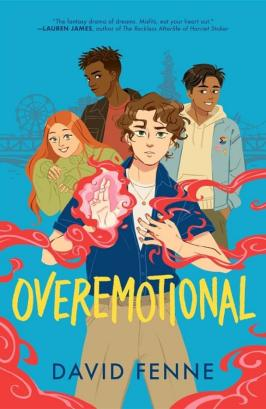 "The fantasy drama of dreams. Misfits, eat your heart out."
—LAUREN JAMES, author of The Reckless Afterlife of Harriet Stoker
OVEREMOTIONAL
DAVID FENNE